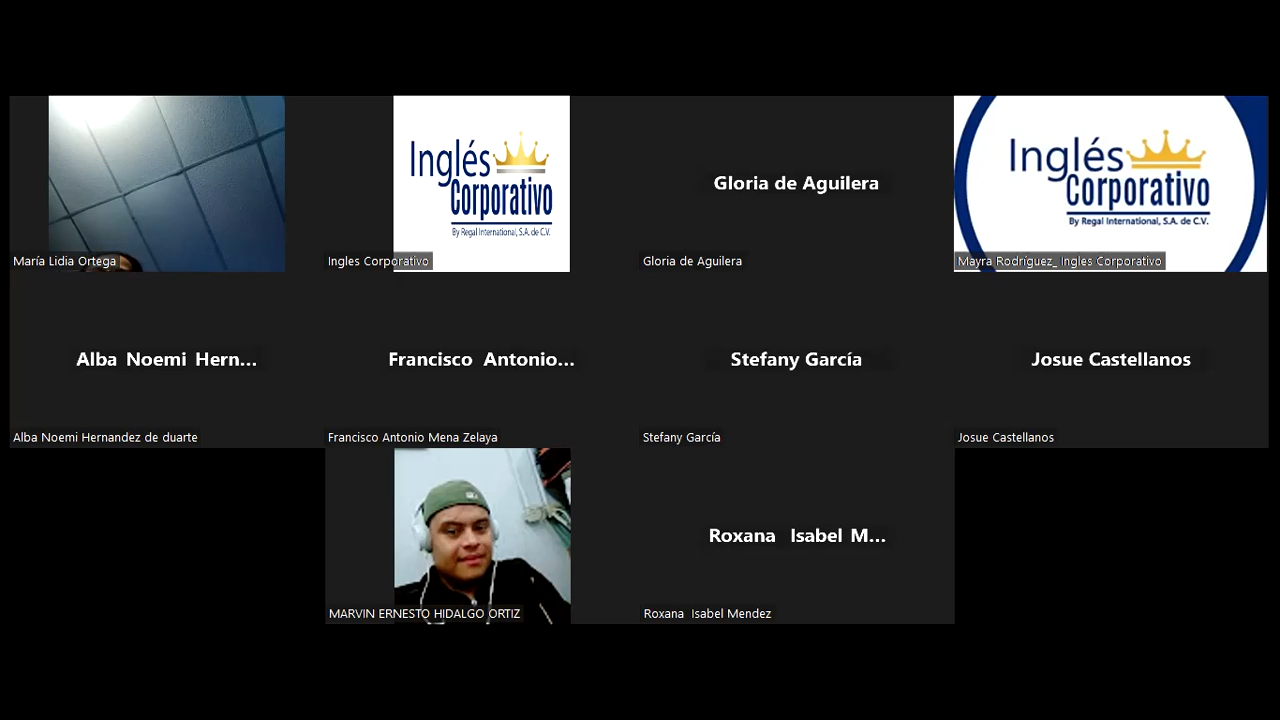 Inglés
Corporativo
By Regal International, S.A. de C.V.
Gloria de Aguilera
Inglés
Corporativo
By Regal International, S.A. de C.V.
María Lidia Ortega
Ingles Corporativo
Gloria de Aguilera
Mayra Rodríguez_ Ingles Corporativo
Alba Noemi Hern...
Francisco Antonio...
Stefany García
Josue Castellanos
Alba Noemi Hernandez de duarte
Francisco Antonio Mena Zelaya
Stefany García
Josue Castellanos
Roxana Isabel M...
MARVIN ERNESTO HIDALGO ORTIZ
Roxana Isabel Mendez